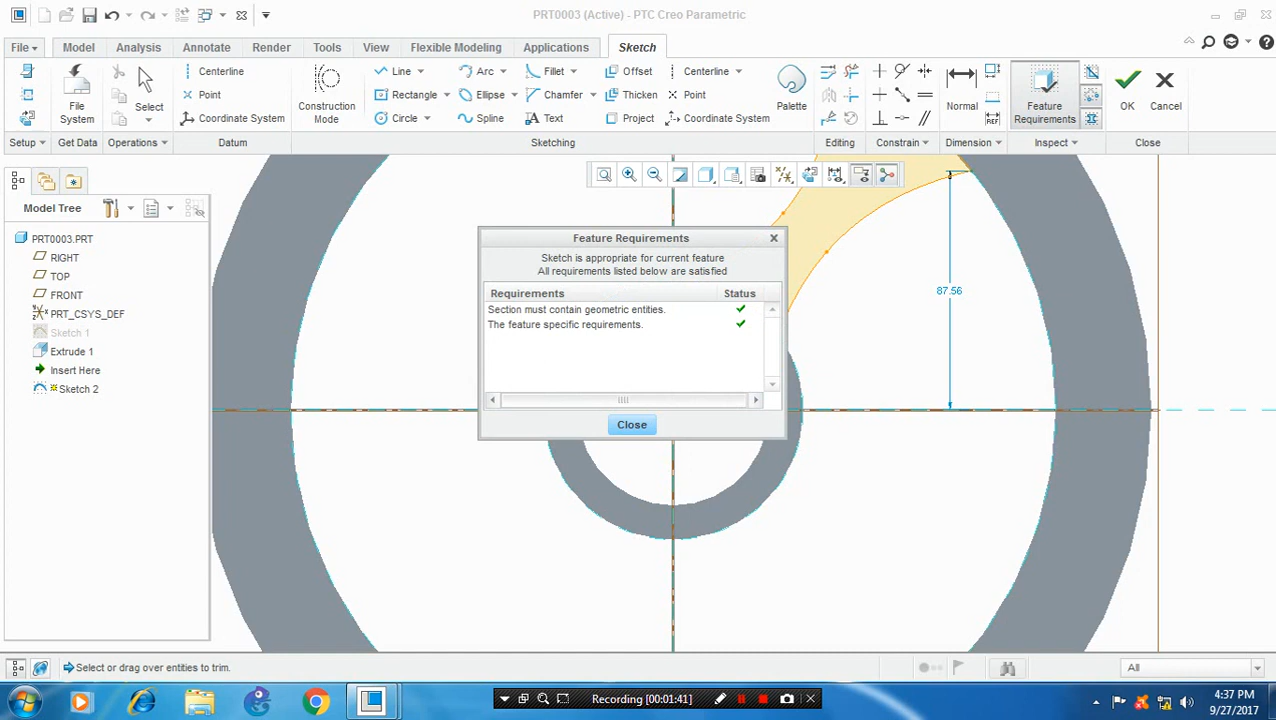 PRT0003 (Active) - PTC Creo Parametric
File Model Analysis Annotate Render Tools View Flexible Modeling Applications Sketch
Centerline Line Arc Fillet Offset Centerline
Point Rectangle Ellipse Chamfer Thicken Point
Coordinate System Circle Spline Text Project Coordinate System
File System
Select
Construction Mode
Palette
Normal
Feature Requirements
OK
Cancel
Setup Get Data Operations Datum Sketching Editing Constrain Dimension Inspect Close
Model Tree
PRT0003.PRT
RIGHT
TOP
FRONT
PRT_CSYS_DEF
Sketch 1
Extrude 1
Insert Here
Sketch 2
Feature Requirements
Sketch is appropriate for current feature
All requirements listed below are satisfied
Requirements Status
Section must contain geometric entities.
The feature specific requirements.
Close
87.56
Select or drag over entities to trim.
All
Recording [00:01:41]
4:37 PM
9/27/2017